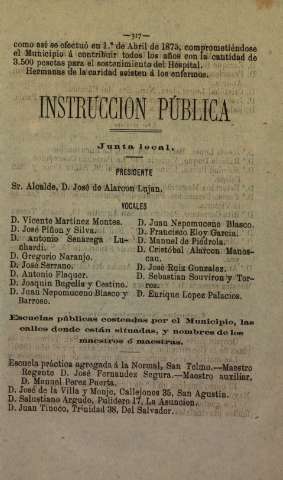 —317—
como así se efectuó en 1.º de Abril de 1875, comprometiéndose
el Municipio á contribuir todos los años con la cantidad de
3.500 pesetas para el sostenimiento del Hospital.
Hermanas de la caridad asisten á los enfermos.
INSTRUCCION PÚBLICA
Junta local.
PRESIDENTE
Sr. Alcalde, D. José de Alarcon Lujan.
VOCALES
D. Vicente Martinez Montes.
D. José Piñon y Silva.
D. Antonio Senarega Luchardi.
D. Gregorio Naranjo.
D. José Serrano.
D. Antonio Flaquer.
D. Joaquin Bugella y Cestino.
D. Juan Nepomuceno Blasco y
Barroso.
D. Juan Nepomuceno Blasco.
D. Francisco Eloy García.
D. Manuel de Piédrola.
D. Cristóbal Alarcon Manescau.
D. José Ruiz Gonzalez.
D. Sebastian Souviron y Torres.
D. Enrique Lopez Palacios.
Escuelas públicas costeadas por el Municipio, las
calles donde están situadas, y nombres de los
maestros ó maestras.
Escuela práctica agregada á la Normal, San Telmo.—Maestro
Regente D. José Fernandez Segura.—Maestro auxiliar,
D. Manuel Perez Puerta.
D. José de la Villa y Monje, Callejones 35, San Agustin.
D. Salustiano Argudo, Pulidero 17, La Asuncion.
D. Juan Tinoco, Trinidad 38, Del Salvador.